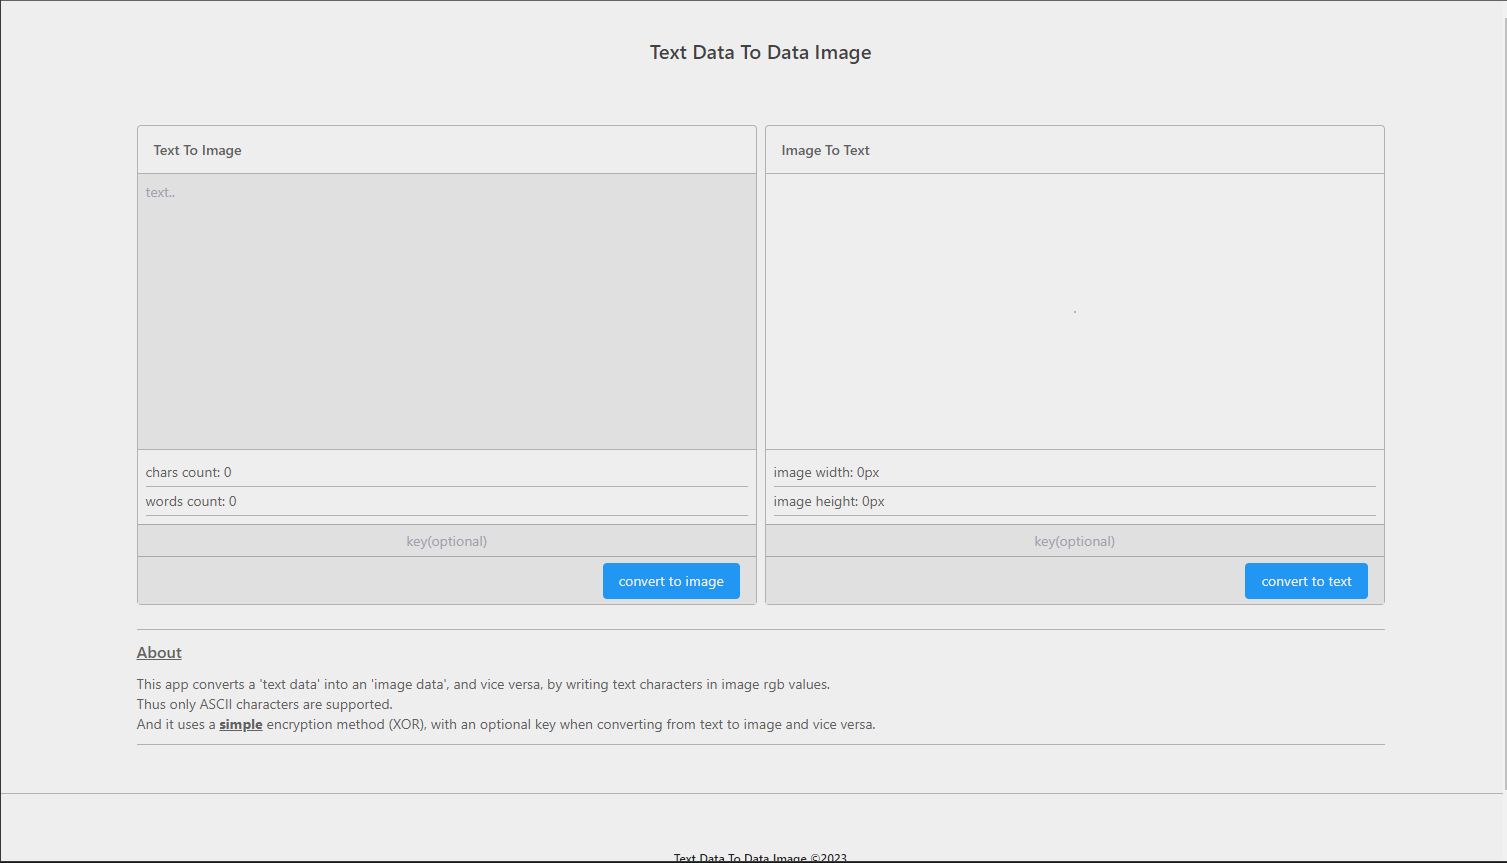 Text Data To Data Image
Text To Image
text..
chars count: 0
words count: 0
key(optional)
convert to image
Image To Text
.
image width: 0px
image height: 0px
key(optional)
convert to text
About
This app converts a 'text data' into an 'image data', and vice versa, by writing text characters in image rgb values.
Thus only ASCII characters are supported.
And it uses a simple encryption method (XOR), with an optional key when converting from text to image and vice versa.
Text Data To Data Image ©2023